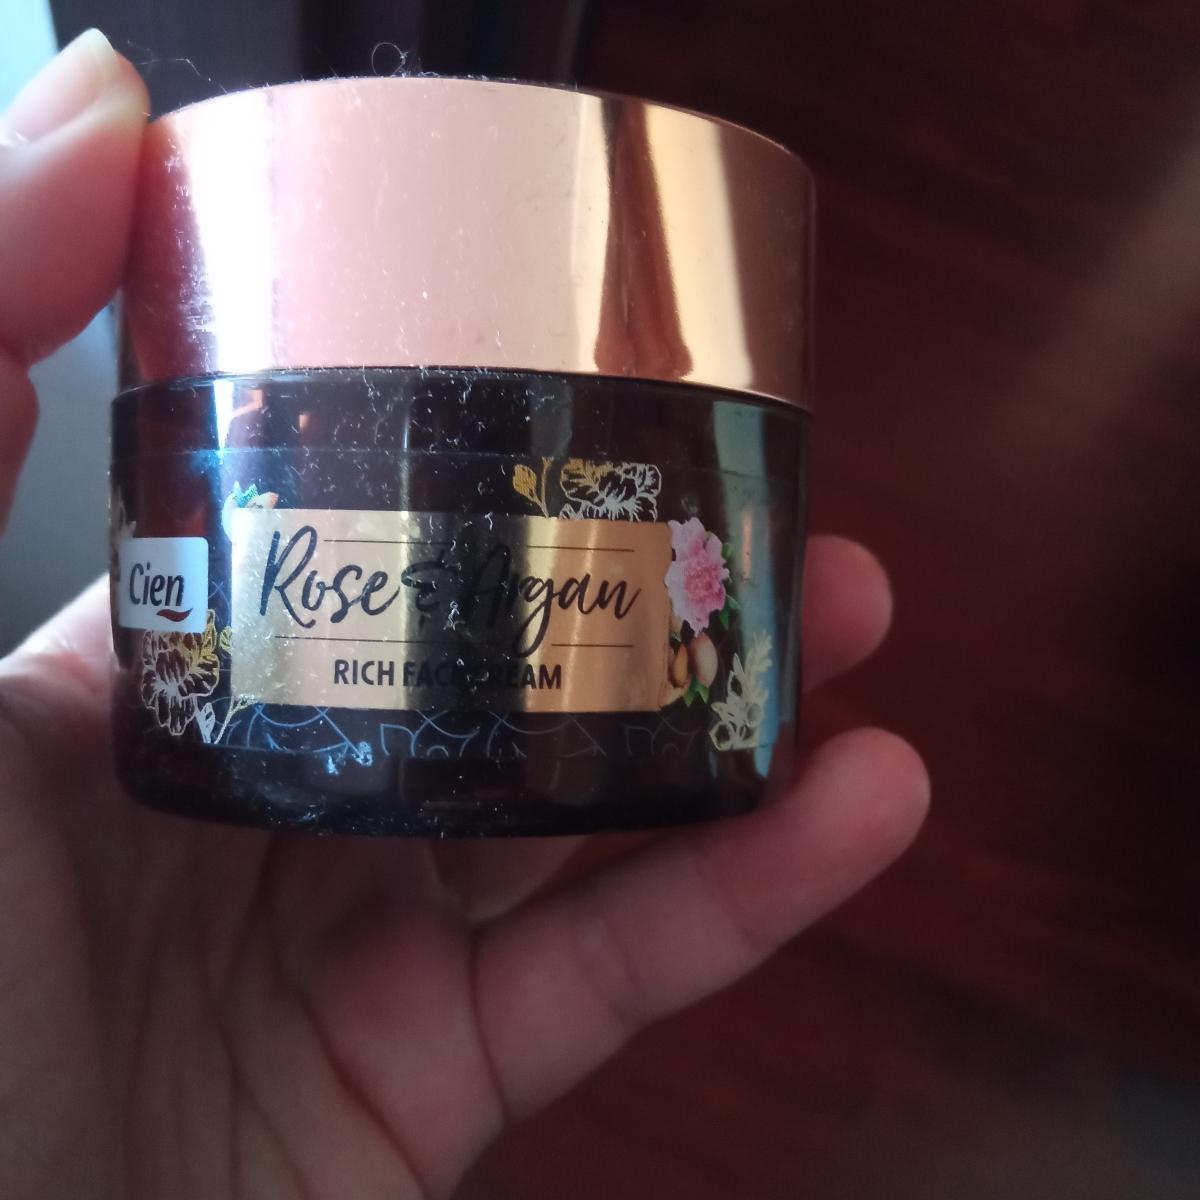 Cien
Rose & Argan
RICH FACE CREAM